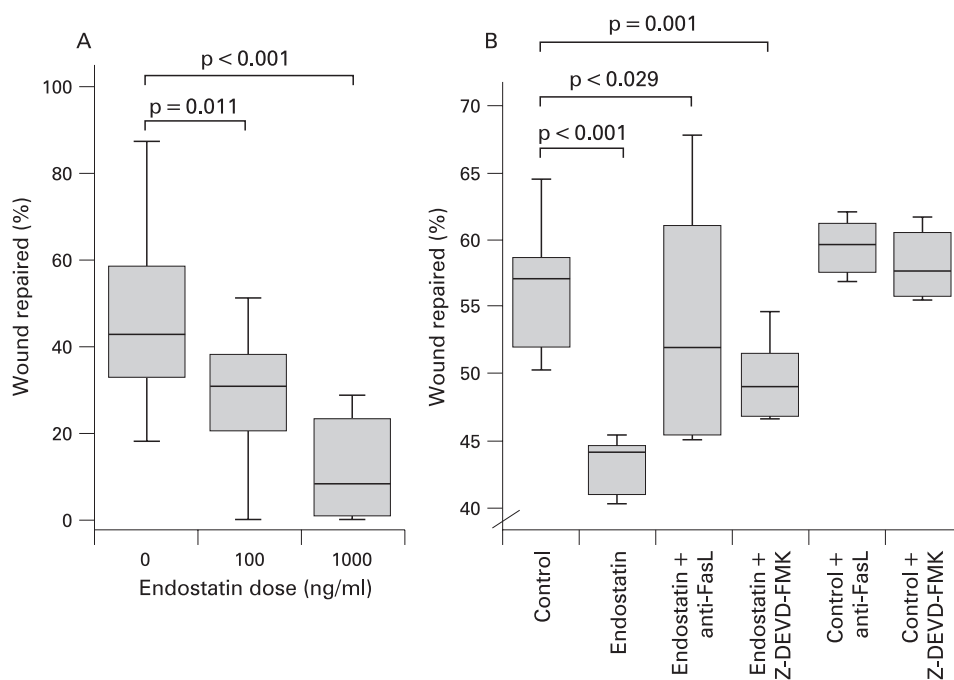 A
p < 0.001
p = 0.011
100
80
60
40
20
0
Wound repaired (%)
0 100 1000
Endostatin dose (ng/ml)
B
p = 0.001
p < 0.029
p < 0.001
70
65
60
55
50
45
40
Wound repaired (%)
Control
Endostatin
Endostatin +
anti-FasL
Endostatin +
Z-DEVD-FMK
Control +
anti-FasL
Control +
Z-DEVD-FMK